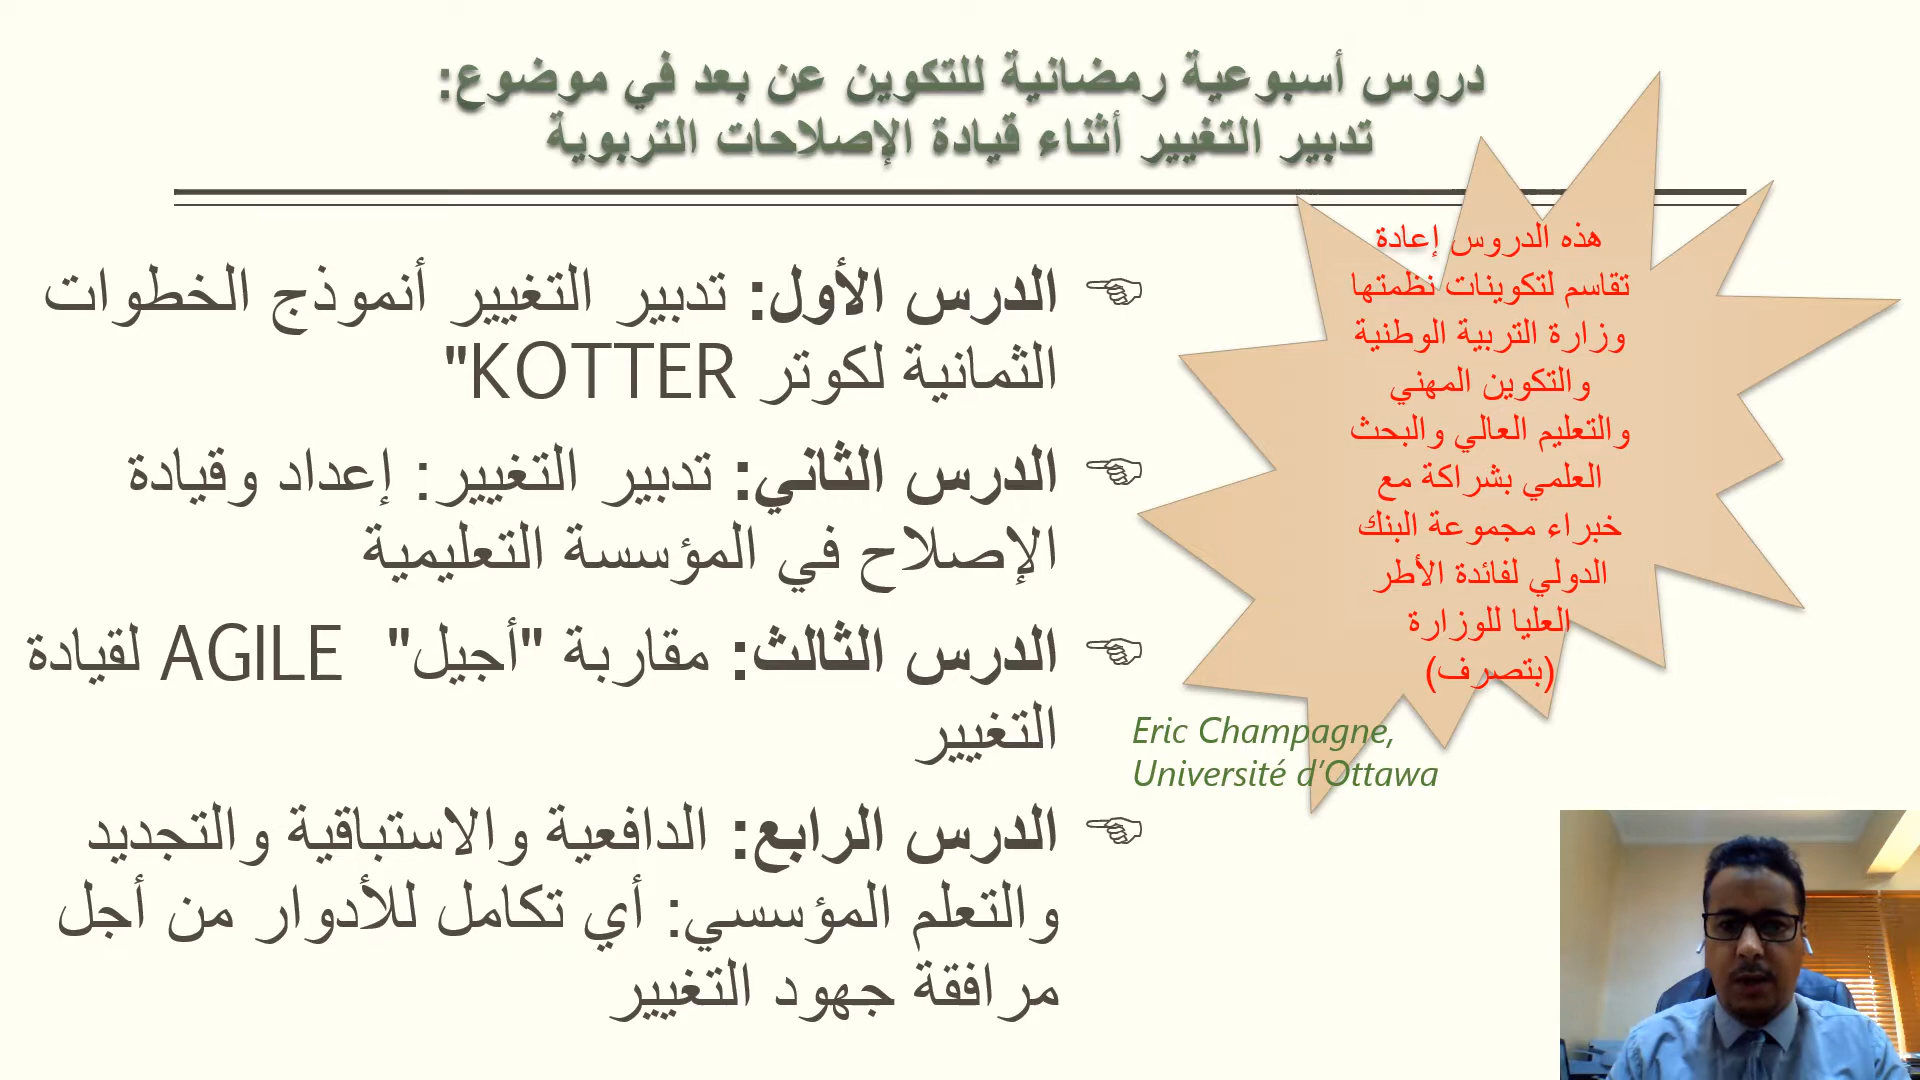 دروس أسبوعية رمضانية للتكوين عن بعد في موضوع:
تدبير التغيير أثناء قيادة الإصلاحات التربوية
هذه الدروس إعادة
تقاسم لتكوينات نظمتها
وزارة التربية الوطنية
والتكوين المهني
والتعليم العالي والبحث
العلمي بشراكة مع
خبراء مجموعة البنك
الدولي لفائدة الأطر
العليا للوزارة
(بتصرف)
Eric Champagne,
Université d’Ottawa
الدرس الأول: تدبير التغيير أنموذج الخطوات
الثمانية لكوتر KOTTER"
الدرس الثاني: تدبير التغيير: إعداد وقيادة
الإصلاح في المؤسسة التعليمية
الدرس الثالث: مقاربة "أجيل" AGILE لقيادة
التغيير
الدرس الرابع: الدافعية والاستباقية والتجديد
والتعلم المؤسسي: أي تكامل للأدوار من أجل
مرافقة جهود التغيير